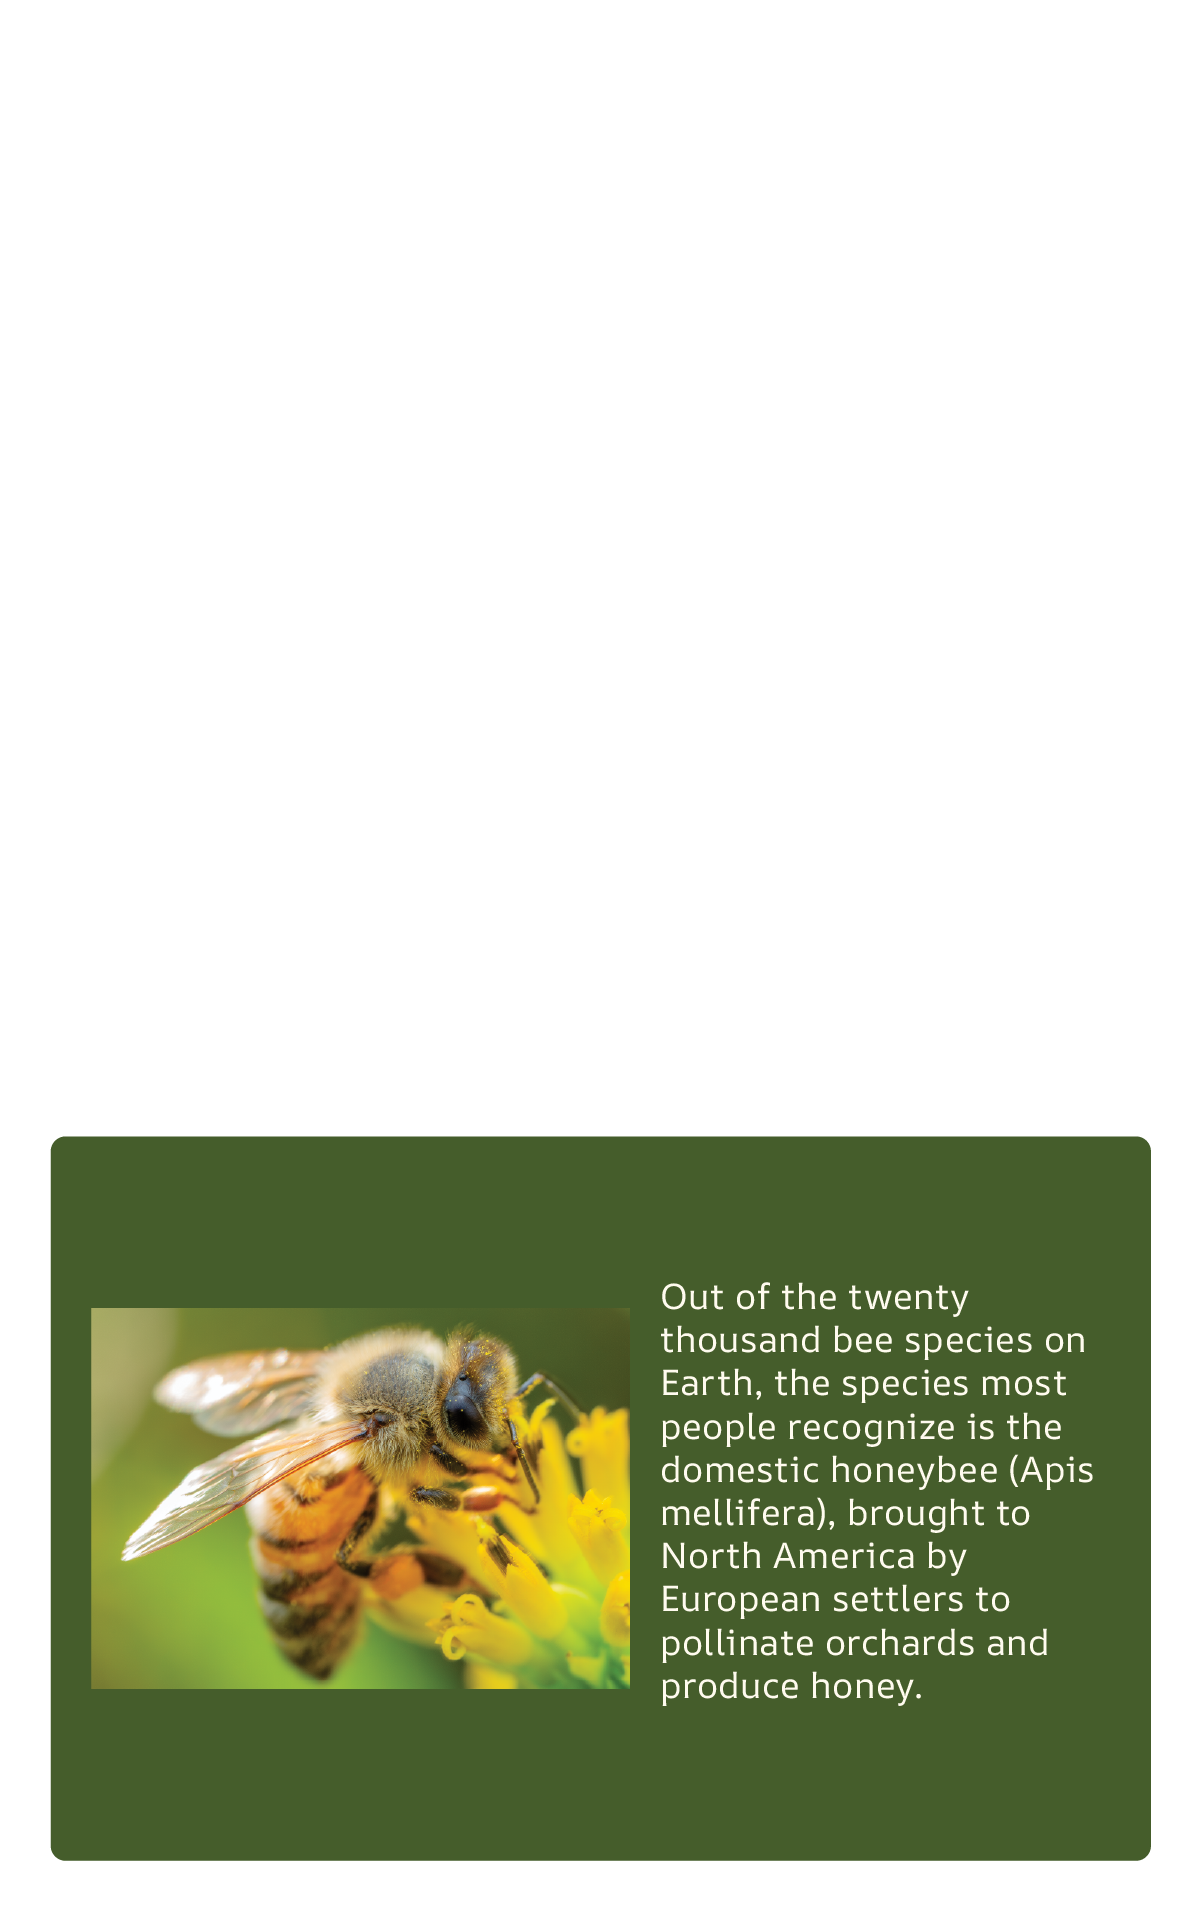 Out of the twenty
thousand bee species on
Earth, the species most
people recognize is the
domestic honeybee (Apis
mellifera), brought to
North America by
European settlers to
pollinate orchards and
produce honey.